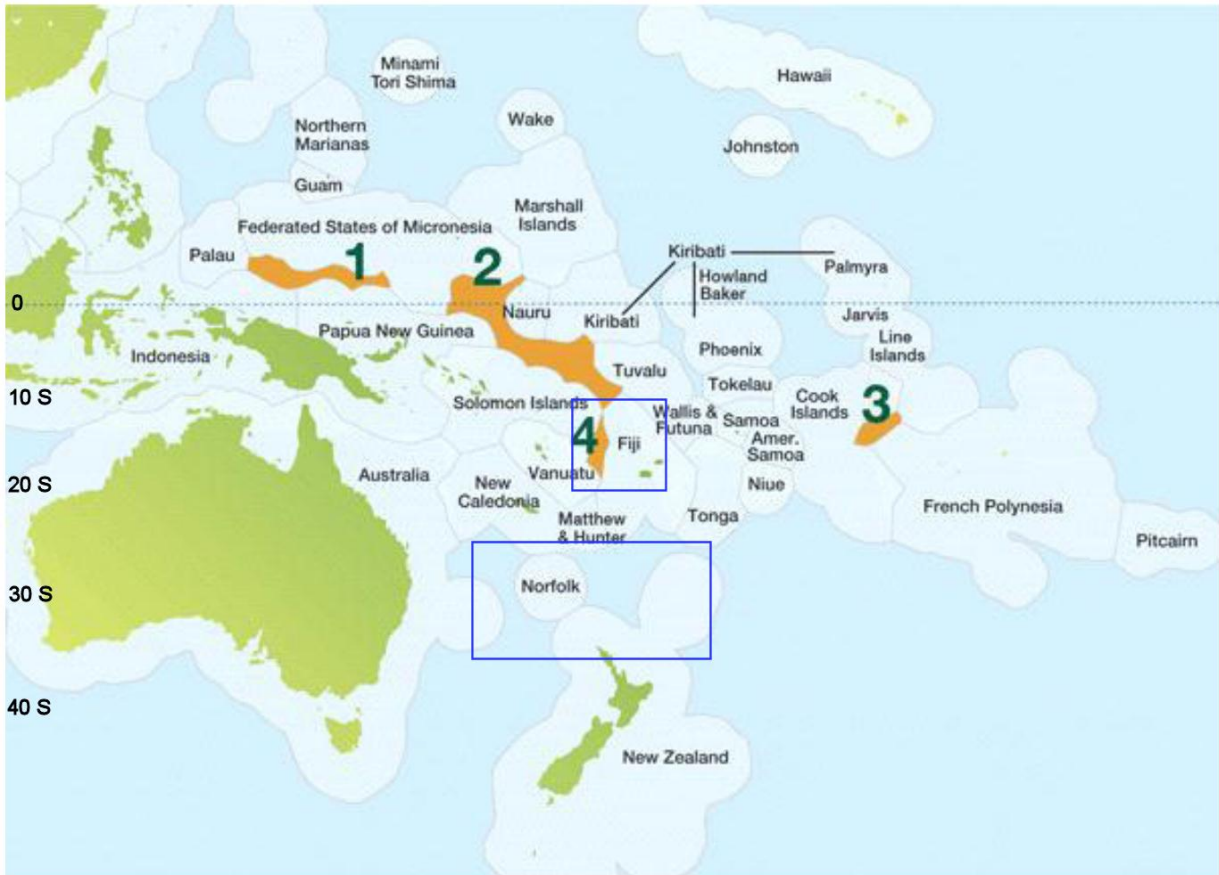 Minami
Tori Shima
Hawaii
Wake
Northern
Marianas
Johnston
Guam
Marshall
Islands
Federated States of Micronesia
Palau
1
2
Kiribati
Palmyra
Howland
Baker
0
Nauru
Kiribati
Jarvis
Papua New Guinea
Line
Islands
Indonesia
Phoenix
Tuvalu
Tokelau
10 S
Solomon Islands
Cook
Islands
3
Wallis &
Futuna
Samoa
Amer.
Samoa
4
Fiji
Australia
Vanuatu
20 S
New
Caledonia
Niue
French Polynesia
Matthew
& Hunter
Tonga
Pitcairn
Norfolk
30 S
40 S
New Zealand